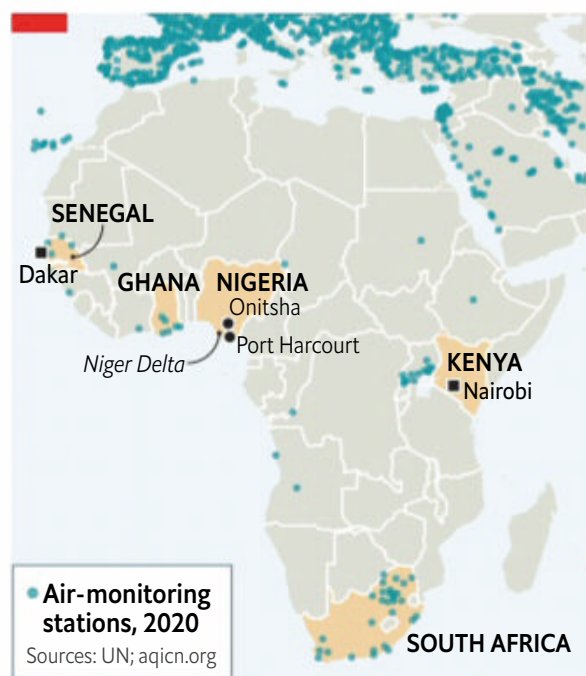 SENEGAL
Dakar
GHANA
NIGERIA
Onitsha
Port Harcourt
Niger Delta
KENYA
Nairobi
SOUTH AFRICA
Air-monitoring
stations, 2020
Sources: UN; aqicn.org